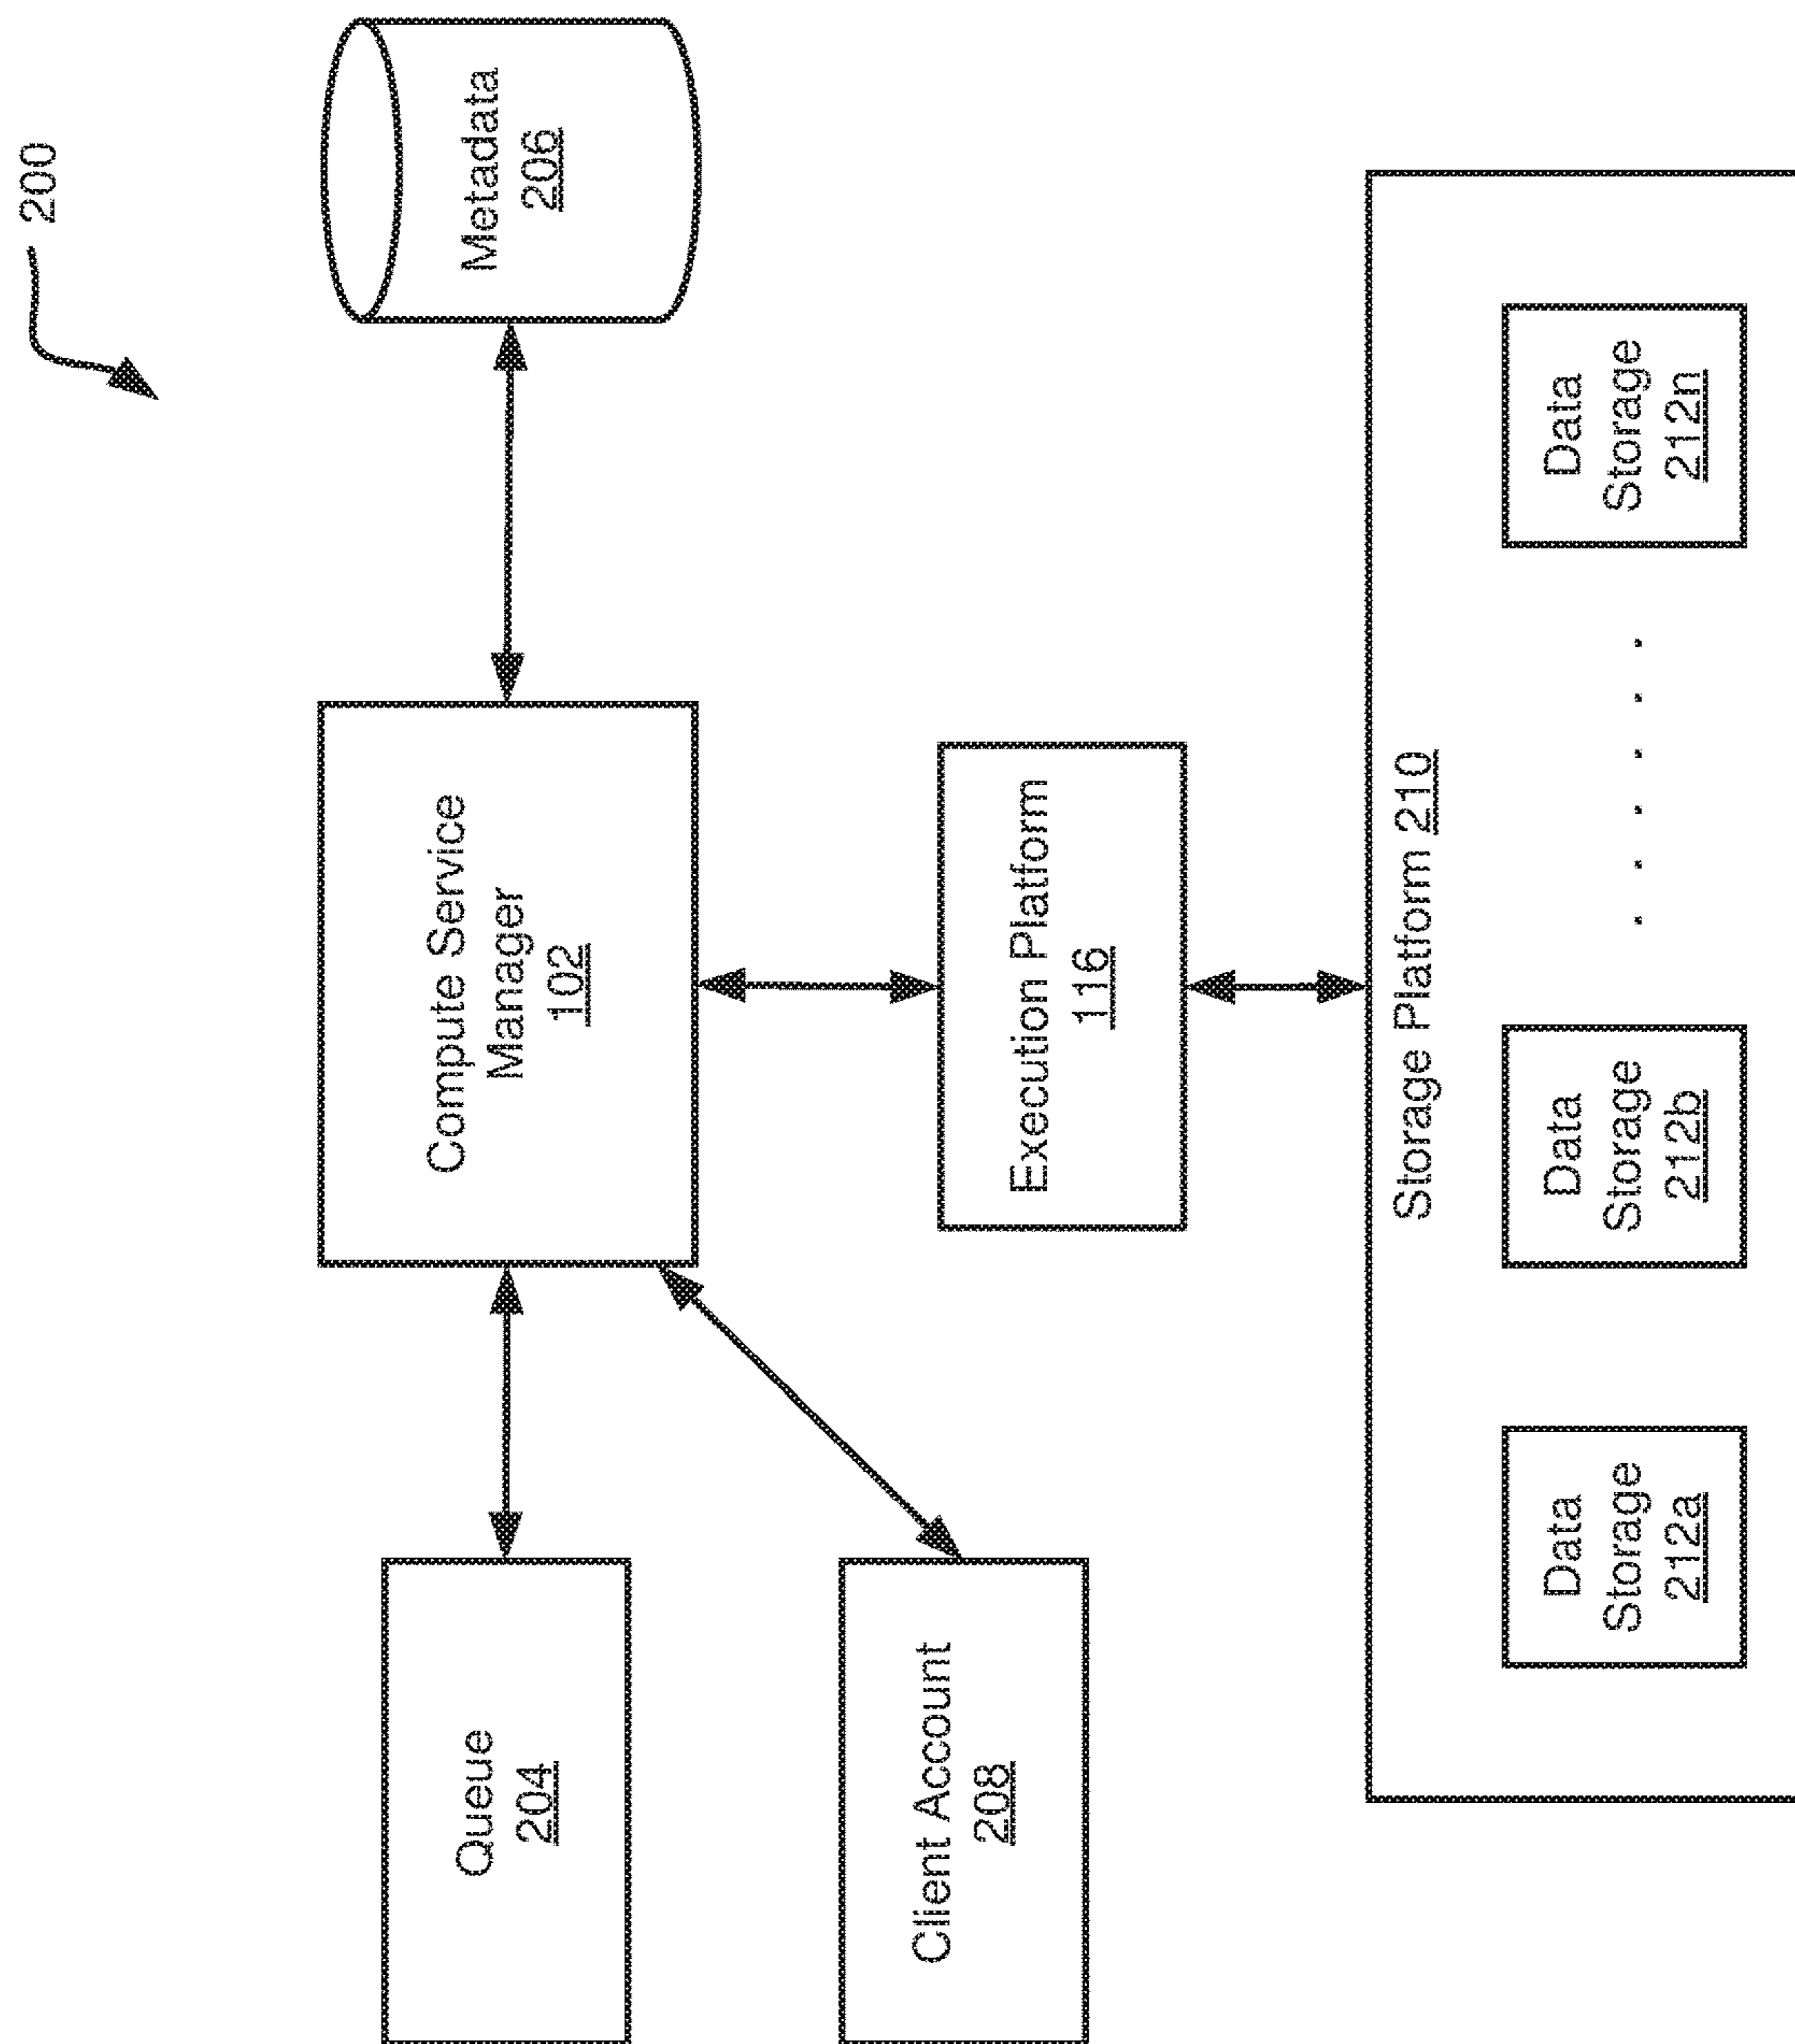 200
Queue
204
Compute Service
Manager
102
Metadata
206
Client Account
208
Execution Platform
116
Storage Platform 210
Data
Storage
212a
Data
Storage
212b
Data
Storage
212n